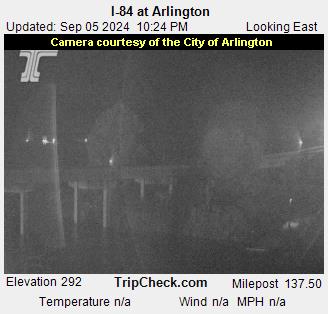 I-84 at Arlington
Updated: Sep 05 2024 10:24 PM Looking East
Camera courtesy of the City of Arlington
Elevation 292 TripCheck.com Milepost 137.50
Temperature n/a Wind n/a MPH n/a